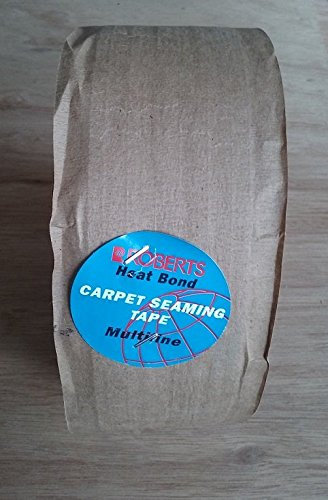 ROBERTS
Heat Bond
CARPET SEAMING
TAPE
Multiline